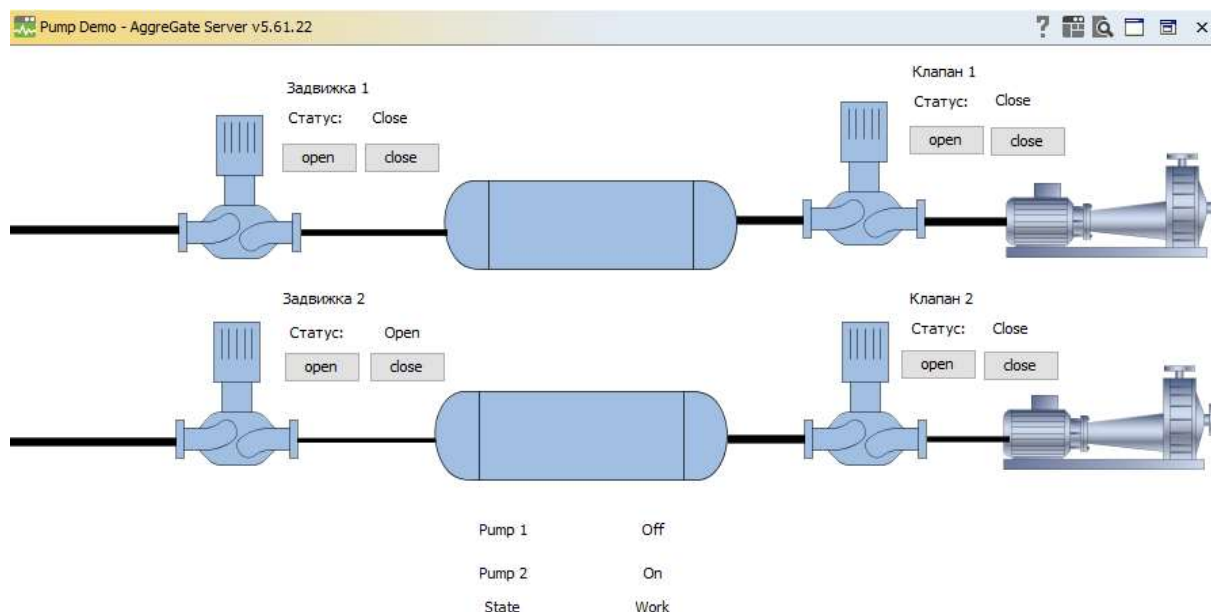 Pump Demo - AggreGate Server v5.61.22
Задвижка 1
Статус: Close
open close
Клапан 1
Статус: Close
open close
Задвижка 2
Статус: Open
open close
Клапан 2
Статус: Close
open close
Pump 1 Off
Pump 2 On
State Work